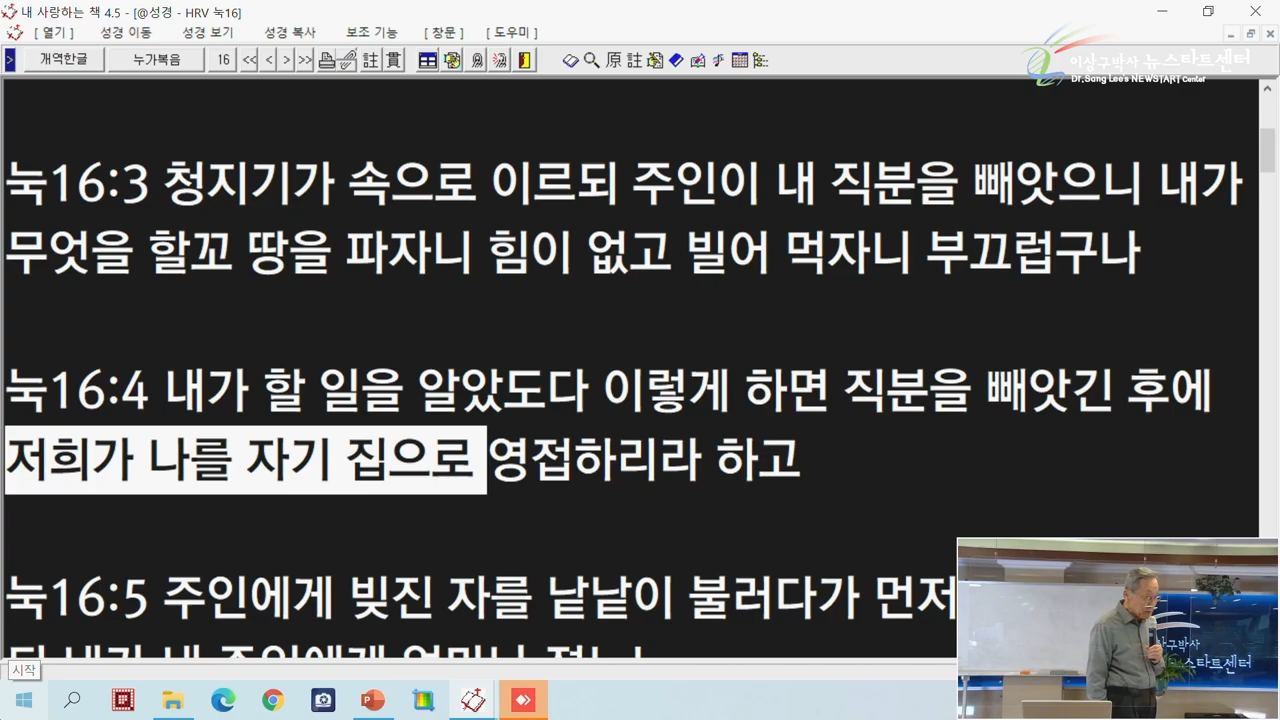 내 사랑하는 책 4.5 - [@성경 - HRV 눅16]
[ 열기 ] 성경 이동 성경 보기 성경 복사 보조 기능 [ 창문 ] [ 도우미 ]
> 개역한글 누가복음 16 << < > >> 註 貫 原 註
이상구박사 뉴스타트센터
Dr.Sang Lee's NEWSTART Center
눅16:3 청지기가 속으로 이르되 주인이 내 직분을 빼앗으니 내가
무엇을 할꼬 땅을 파자니 힘이 없고 빌어 먹자니 부끄럽구나
눅16:4 내가 할 일을 알았도다 이렇게 하면 직분을 빼앗긴 후에
저희가 나를 자기 집으로 영접하리라 하고
눅16:5 주인에게 빚진 자를 낱낱이 불러다가 먼저
시작